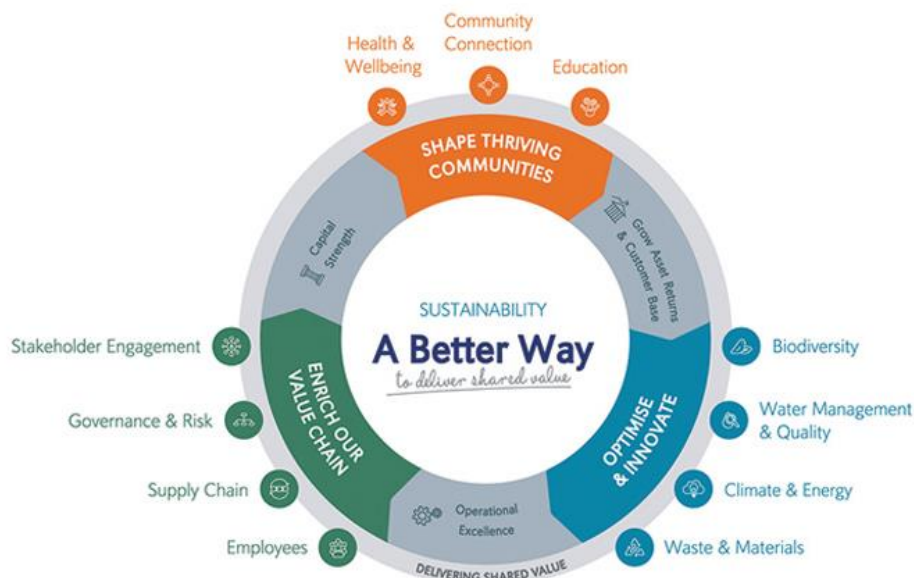 Community
Connection
Health &
Wellbeing
Education
SHAPE THRIVING
COMMUNITIES
Capital
Strength
Grow Asset Returns
& Customer Base
SUSTAINABILITY
A Better Way
to deliver shared value
Stakeholder Engagement
Governance & Risk
Supply Chain
Employees
ENRICH OUR
VALUE CHAIN
Biodiversity
Water Management
& Quality
Climate & Energy
Waste & Materials
OPTIMISE
& INNOVATE
Operational
Excellence
DELIVERING SHARED VALUE